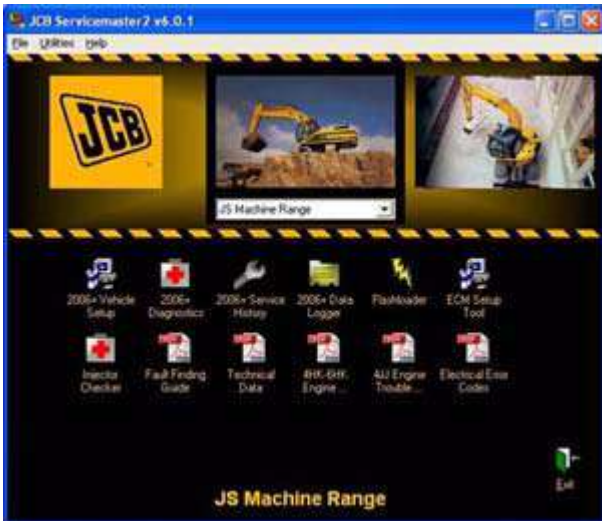 JCB Servicemaster2 v6.0.1
File Utilities Help
JCB
JS Machine Range
2006+ Vehicle
Setup
2006+
Diagnostics
2006+ Service
History
2006+ Data
Logger
Flashloader
ECM Setup
Tool
Injector
Checker
Fault Finding
Guide
Technical
Data
4HK-6HK
Engine ...
4JJ Engine
Trouble ...
Electrical Error
Codes
Exit
JS Machine Range